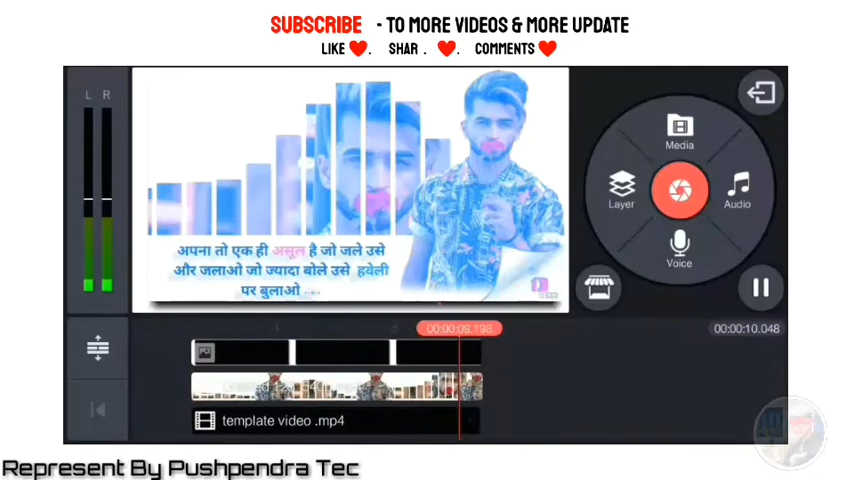 SUBSCRIBE - TO MORE VIDEOS & MORE UPDATE
LIKE ❤️. SHAR . ❤️. COMMENTS ❤️
L R
Media
Layer
Audio
Voice
अपना तो एक ही असूल है जो जले उसे
और जलाओ जो ज्यादा बोले उसे हवेली
पर बुलाओ ....
00:00:09.198
00:00:10.048
template video .mp4
Represent By Pushpendra Tec